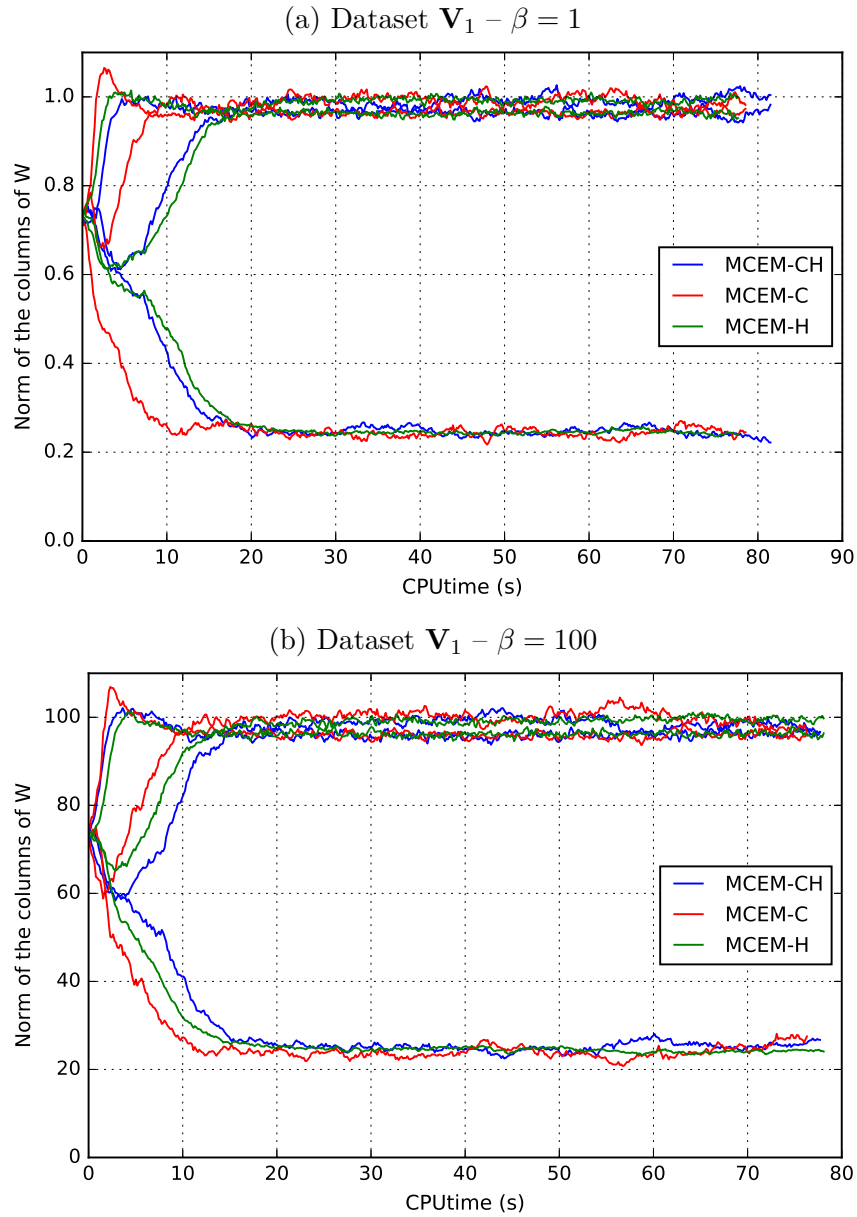 (a) Dataset V₁ – β = 1
Norm of the columns of W
1.0
0.8
0.6
0.4
0.2
0.0
0 10 20 30 40 50 60 70 80 90
CPUtime (s)
MCEM-CH
MCEM-C
MCEM-H
(b) Dataset V₁ – β = 100
Norm of the columns of W
100
80
60
40
20
0
0 10 20 30 40 50 60 70 80
CPUtime (s)
MCEM-CH
MCEM-C
MCEM-H